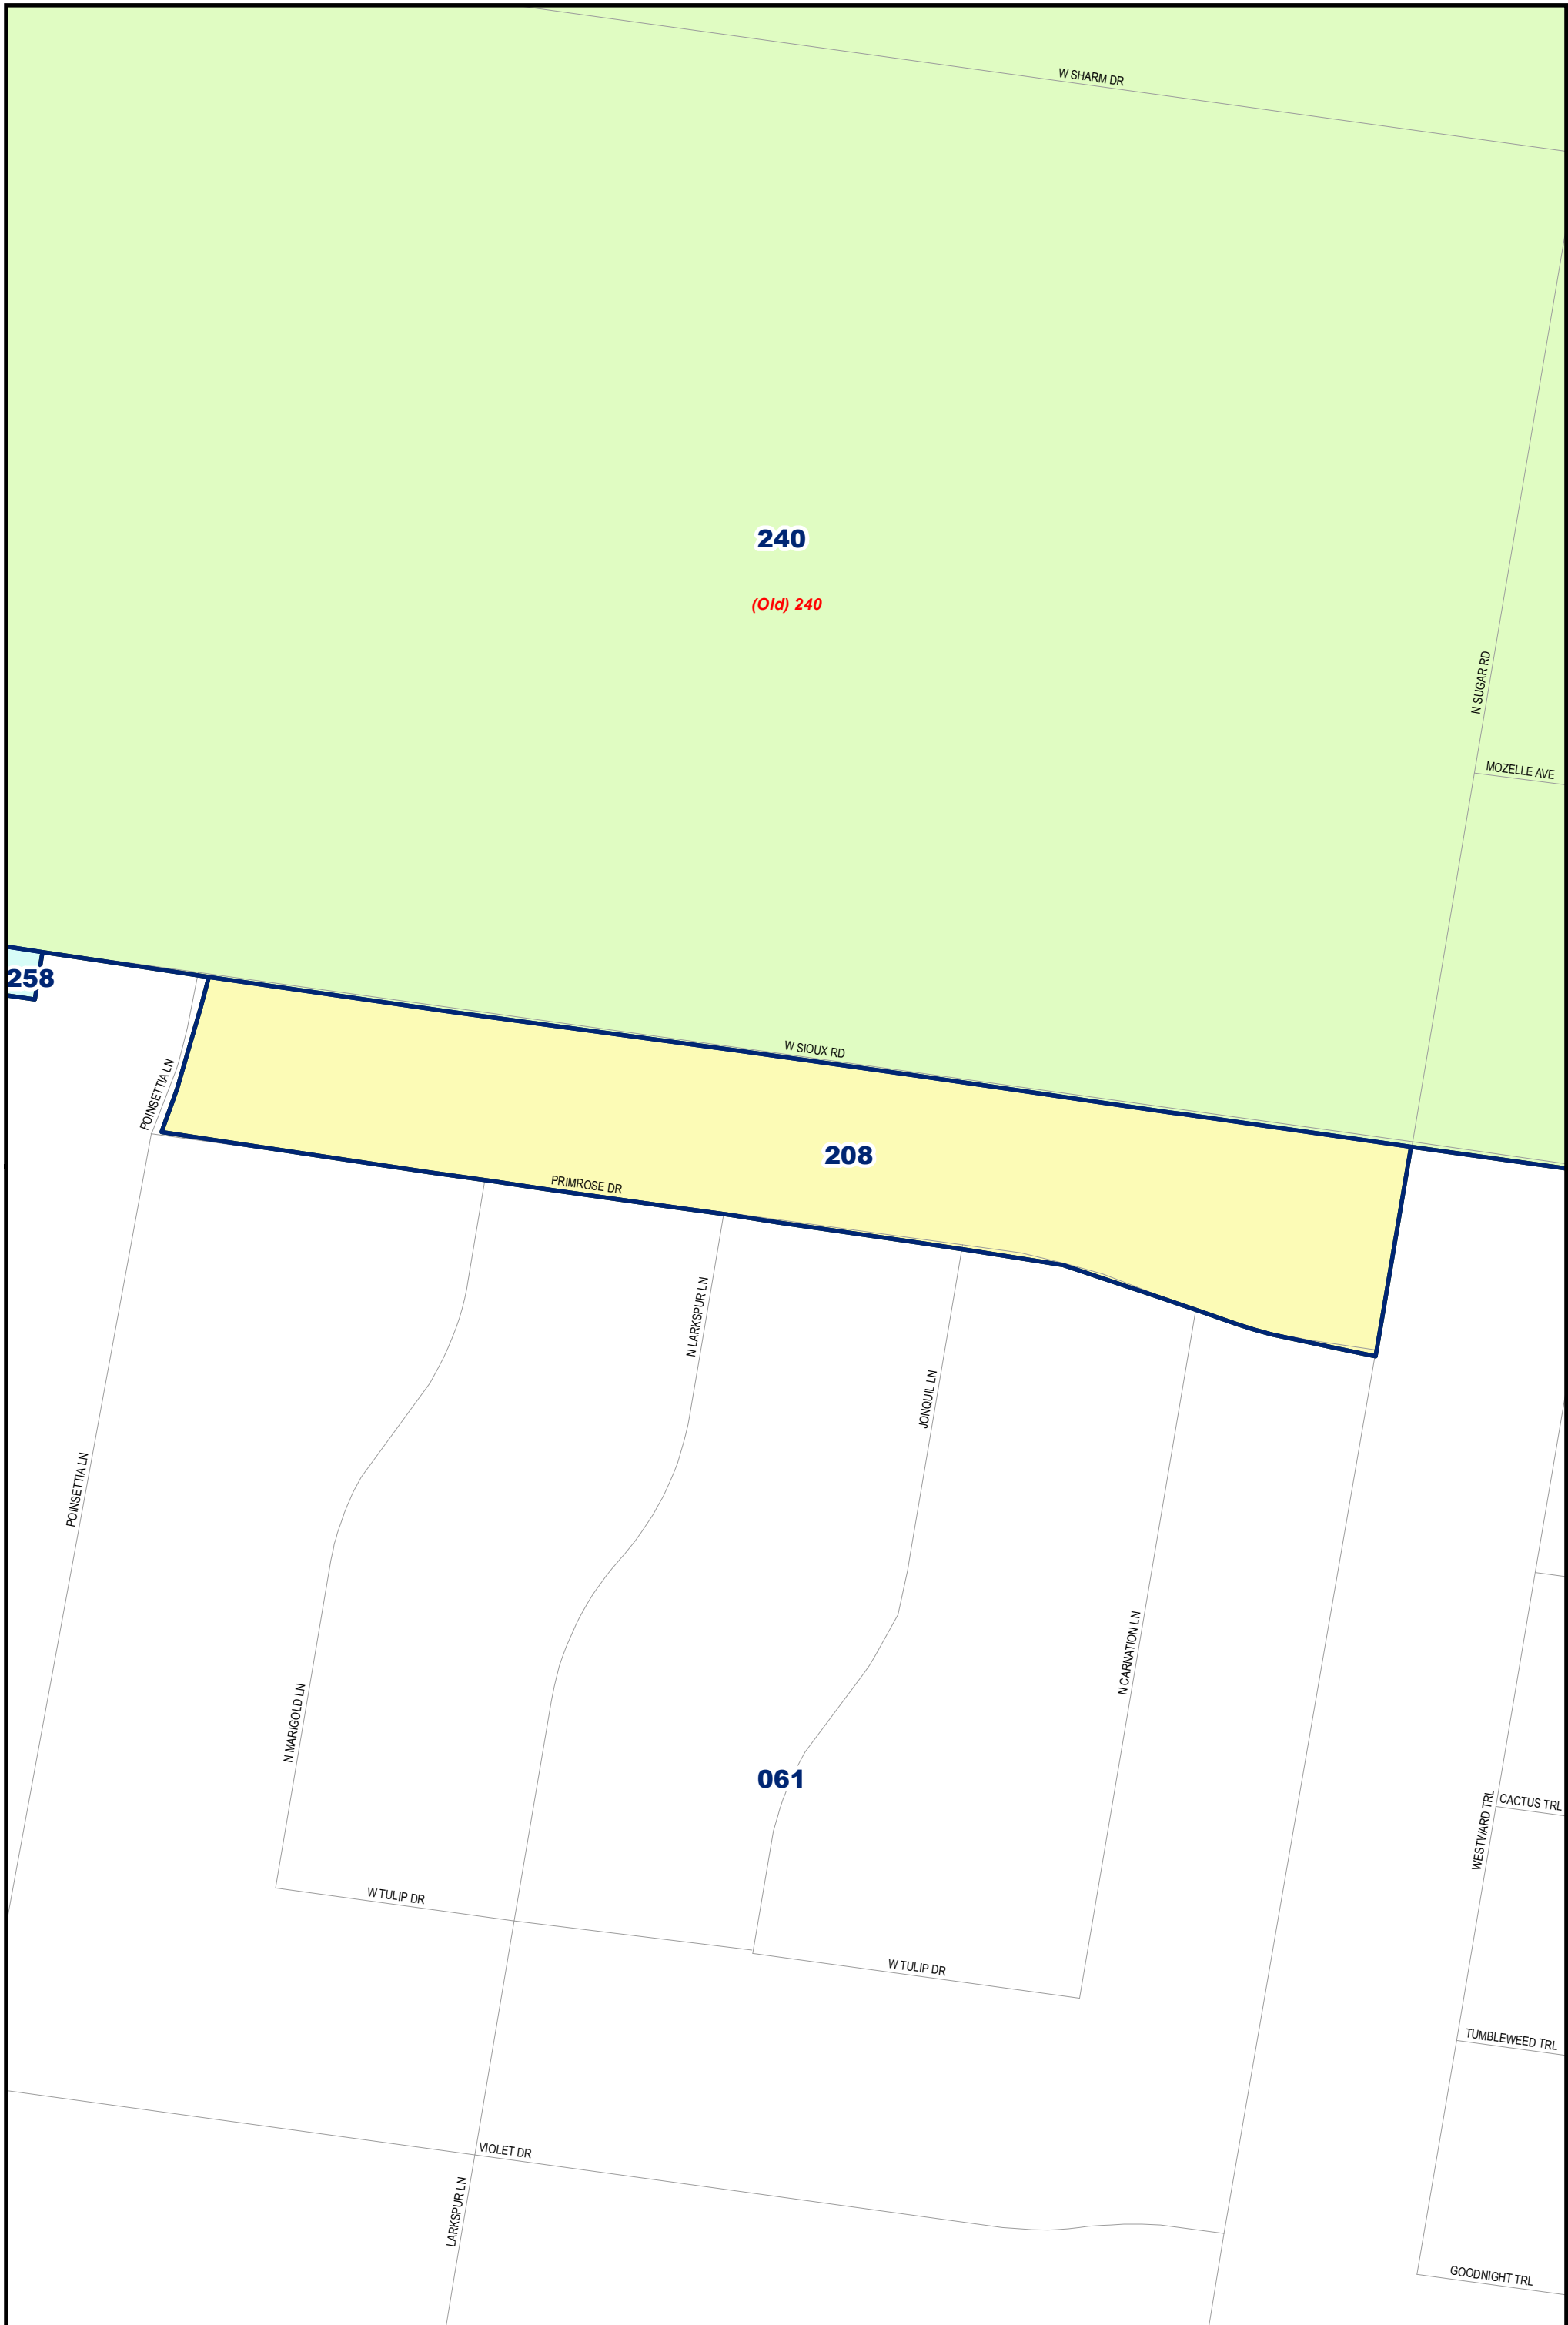 W SHARM DR
240
(Old) 240
N SUGAR RD
MOZELLE AVE
258
W SIOUX RD
POINSETTIA LN
208
PRIMROSE DR
N LARKSPUR LN
JONQUIL LN
POINSETTIA LN
N CARNATION LN
N MARIGOLD LN
061
CACTUS TRL
WESTWARD TRL
W TULIP DR
W TULIP DR
TUMBLEWEED TRL
VIOLET DR
LARKSPUR LN
GOODNIGHT TRL